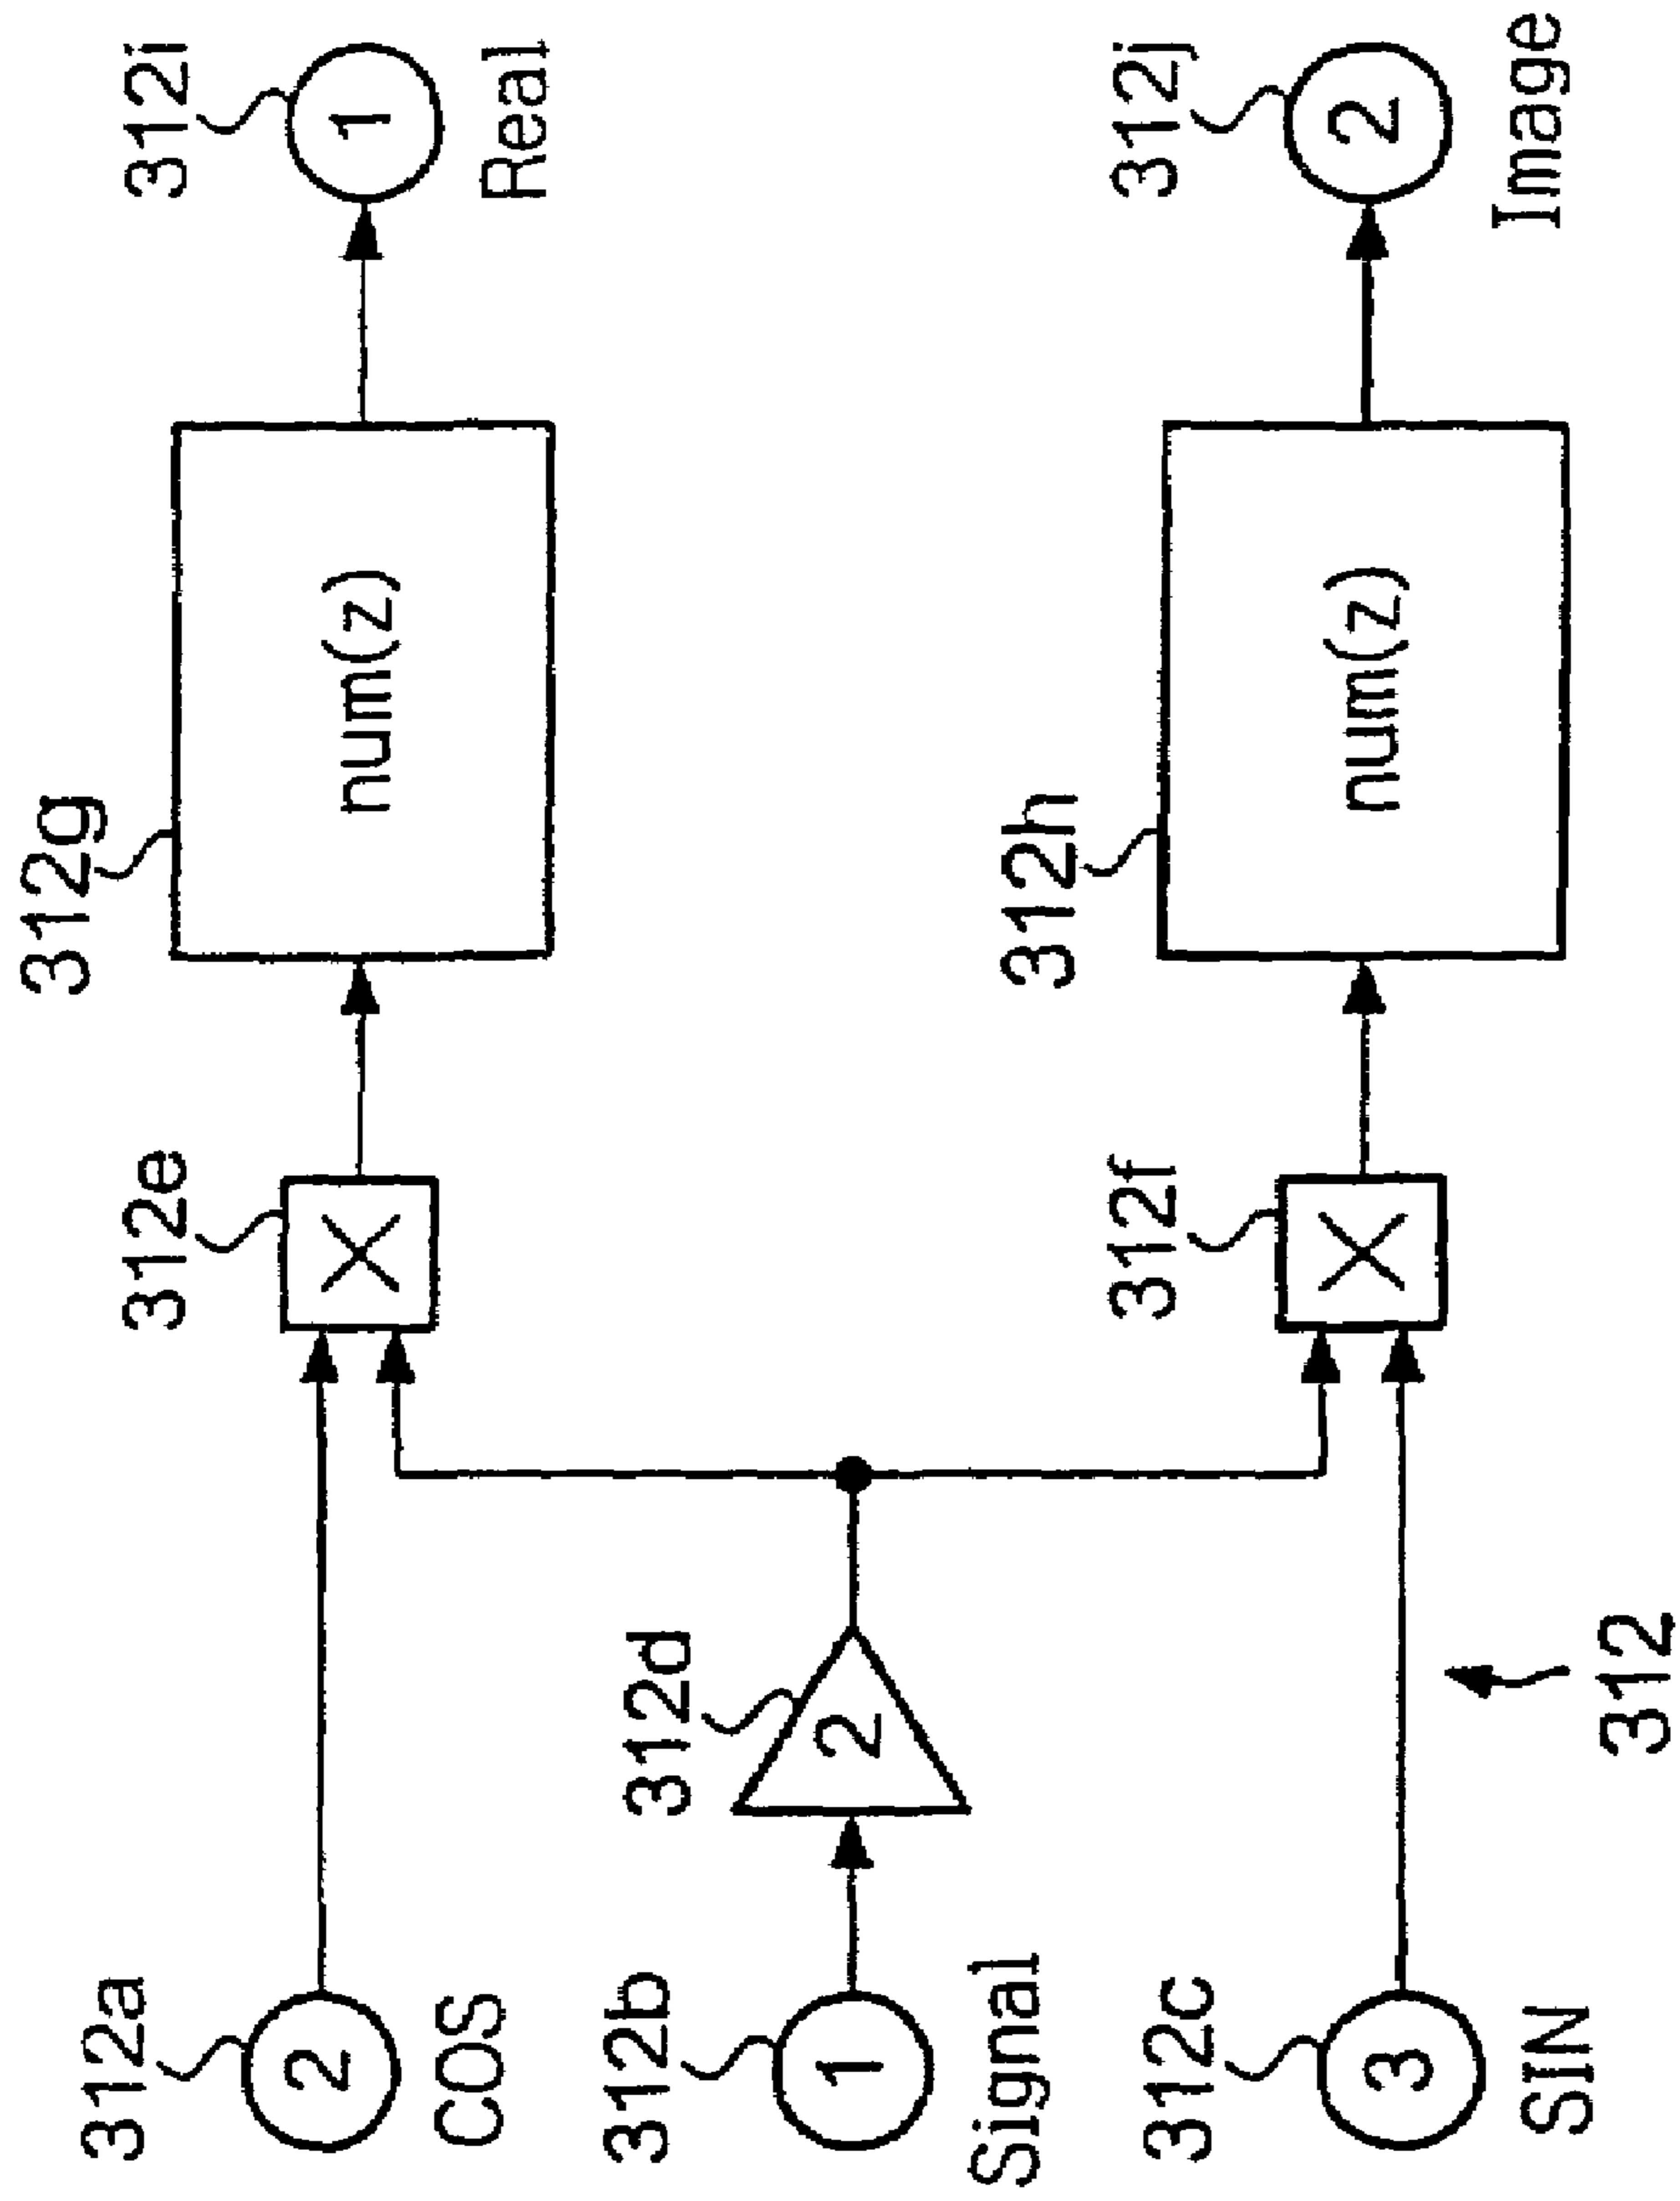 312a
2
COS
312b
1
Signal
312c
3
SIN
312d
2
312
312e
X
312f
X
312g
num(z)
312h
num(z)
312i
1
Real
312j
2
Image